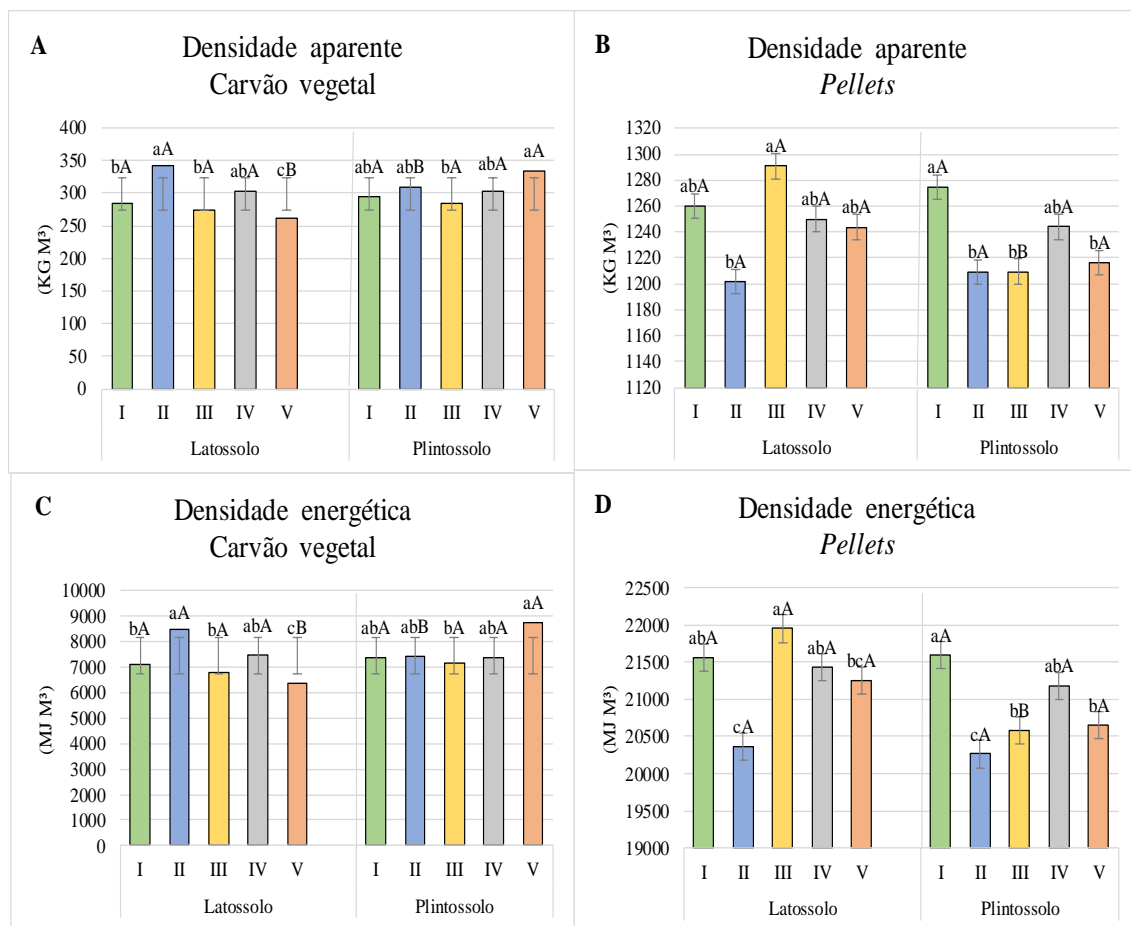 A
Densidade aparente
Carvão vegetal
(KG M³)
400
350
300
250
200
150
100
50
0
bA aA bA abA cB abA abB bA abA aA
I II III IV V I II III IV V
Latossolo Plintossolo
B
Densidade aparente
Pellets
(KG M³)
1320
1300
1280
1260
1240
1220
1200
1180
1160
1140
1120
abA bA aA abA abA aA bA bB abA bA
I II III IV V I II III IV V
Latossolo Plintossolo
C
Densidade energética
Carvão vegetal
(MJ M³)
10000
9000
8000
7000
6000
5000
4000
3000
2000
1000
0
bA aA bA abA cB abA abB bA abA aA
I II III IV V I II III IV V
Latossolo Plintossolo
D
Densidade energética
Pellets
(MJ M³)
22500
22000
21500
21000
20500
20000
19500
19000
abA cA aA abA bcA aA cA bB abA bA
I II III IV V I II III IV V
Latossolo Plintossolo